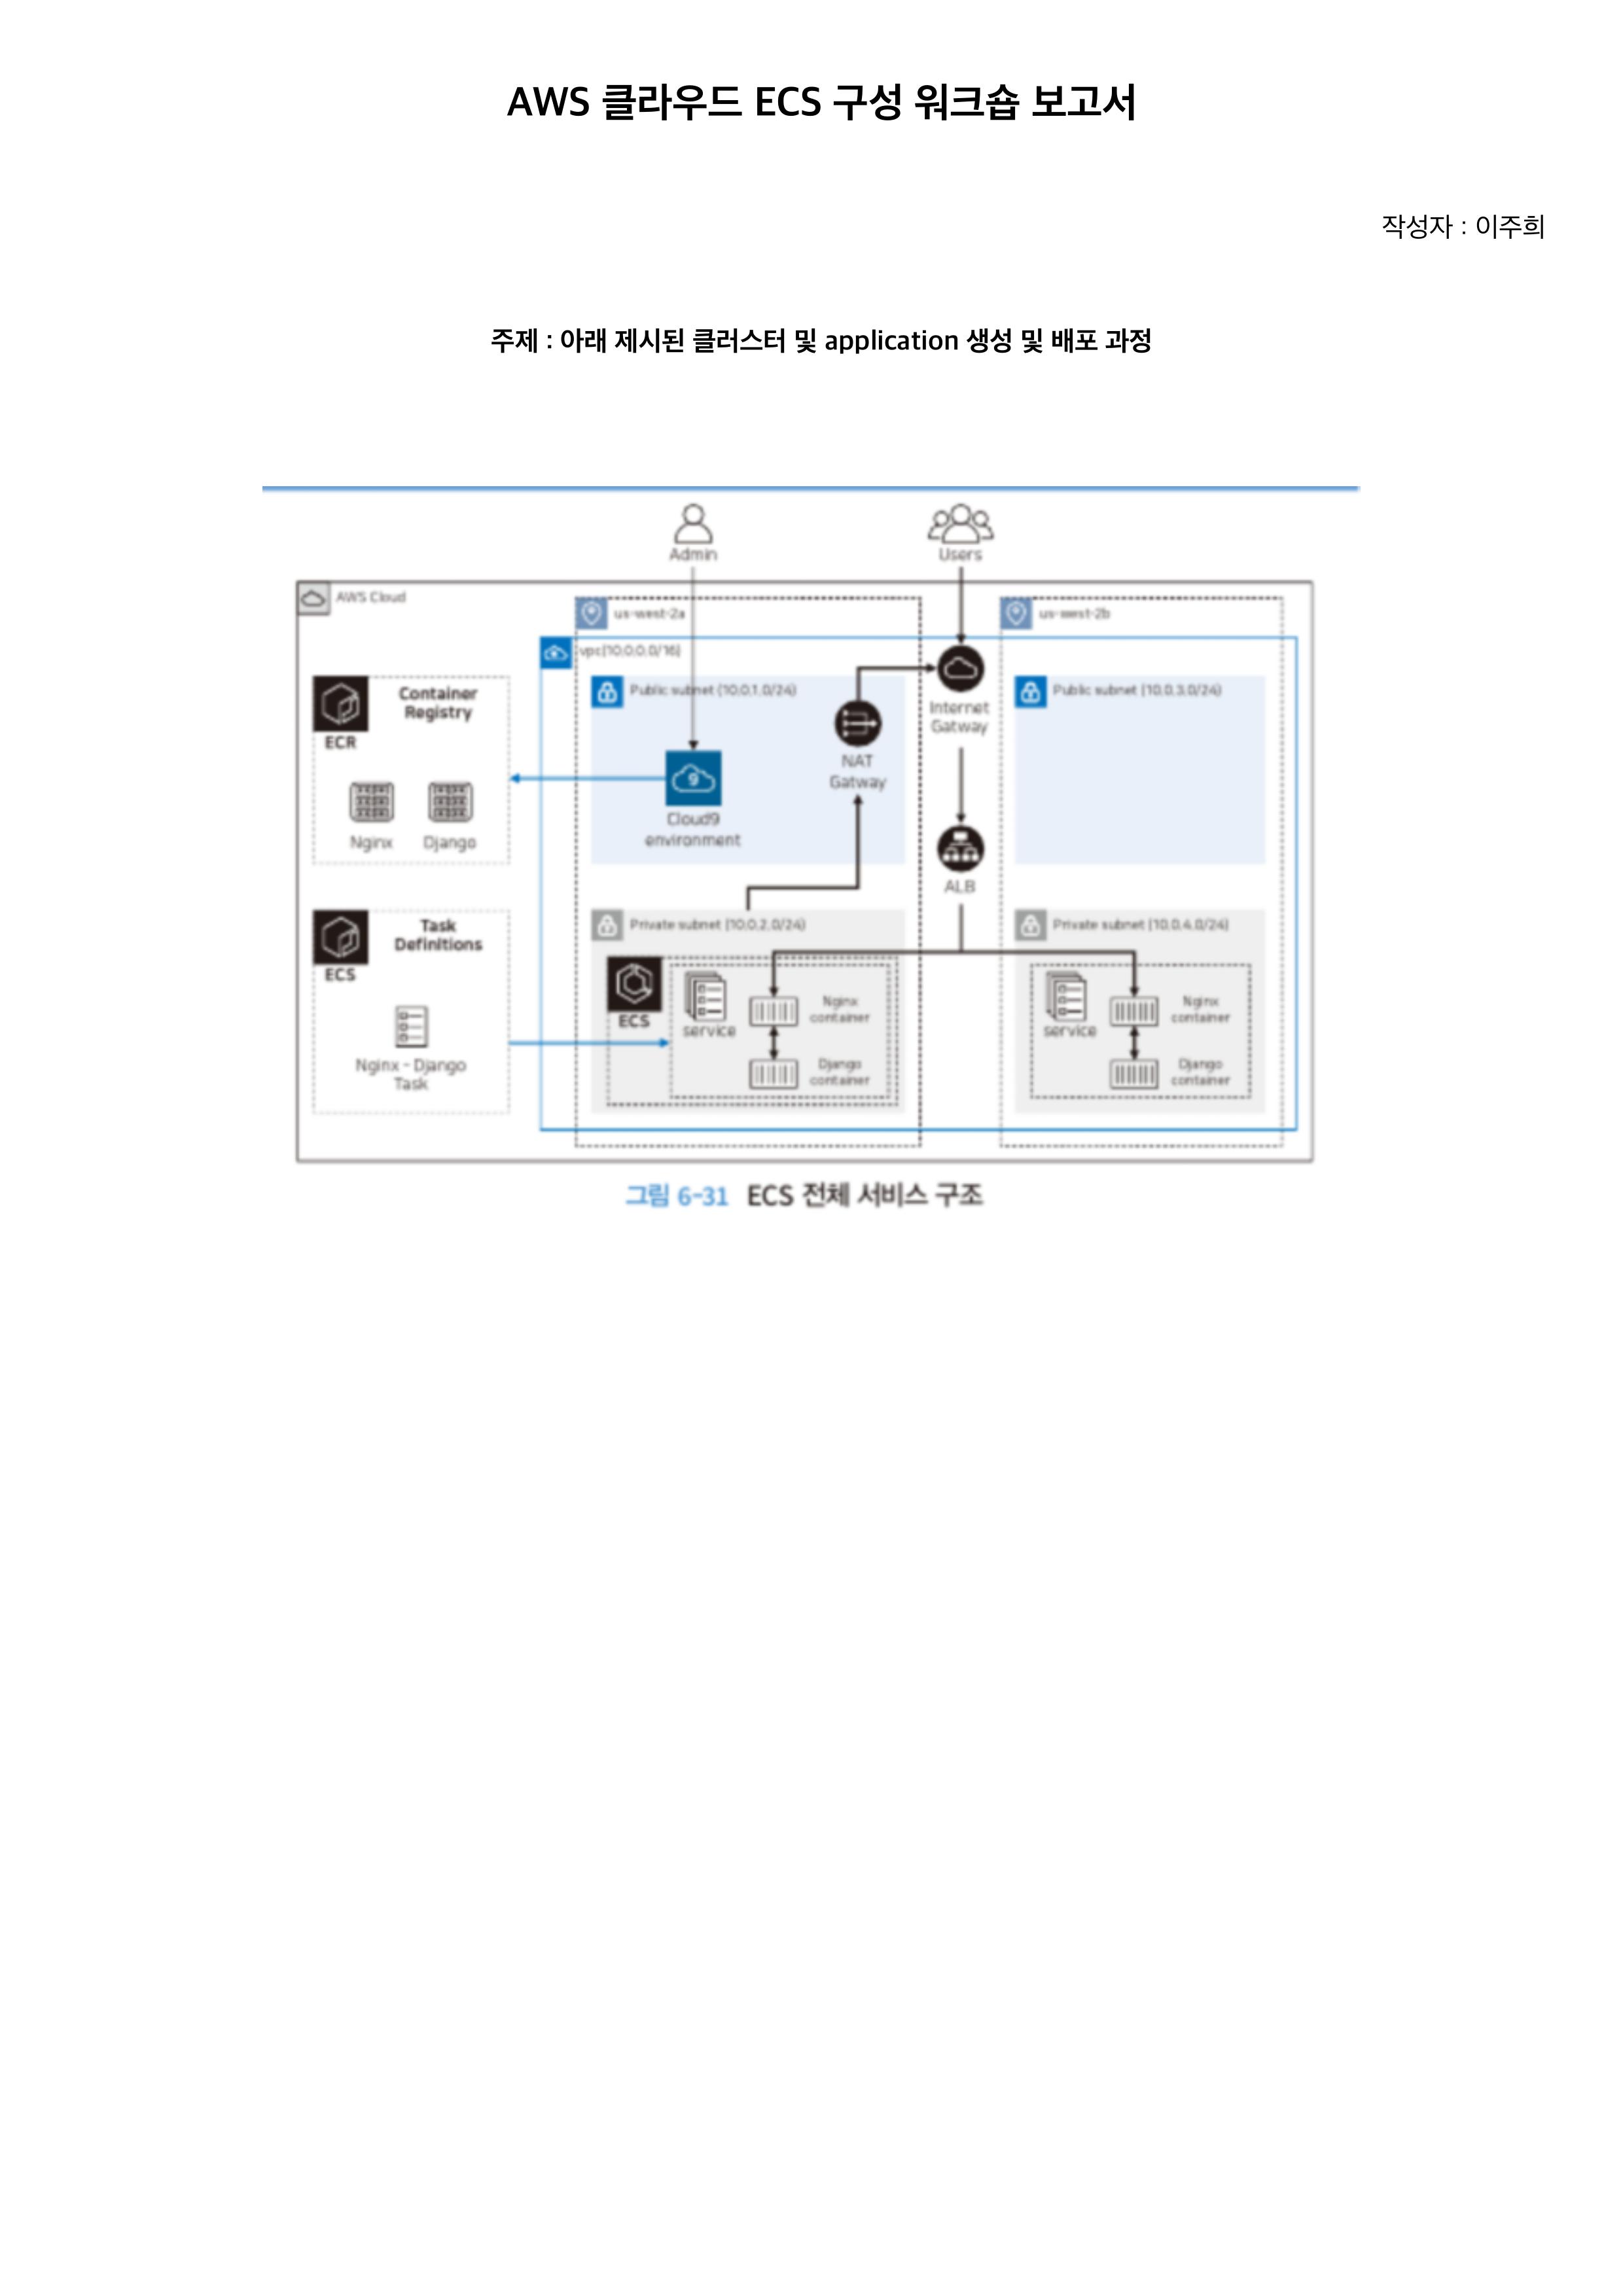 AWS 클라우드 ECS 구성 워크숍 보고서
작성자 : 이주희
주제 : 아래 제시된 클러스터 및 application 생성 및 배포 과정
Admin
Users
AWS Cloud
us-west-2a
us-west-2b
vpc(10.0.0.0/16)
Container
Registry
ECR
Nginx
Django
Public subnet (10.0.1.0/24)
Cloud9
environment
NAT
Gatway
Internet
Gatway
ALB
Public subnet (10.0.3.0/24)
Task
Definitions
ECS
Nginx - Django
Task
Private subnet (10.0.2.0/24)
ECS
service
Nginx
container
Django
container
Private subnet (10.0.4.0/24)
service
Nginx
container
Django
container
그림 6-31 ECS 전체 서비스 구조